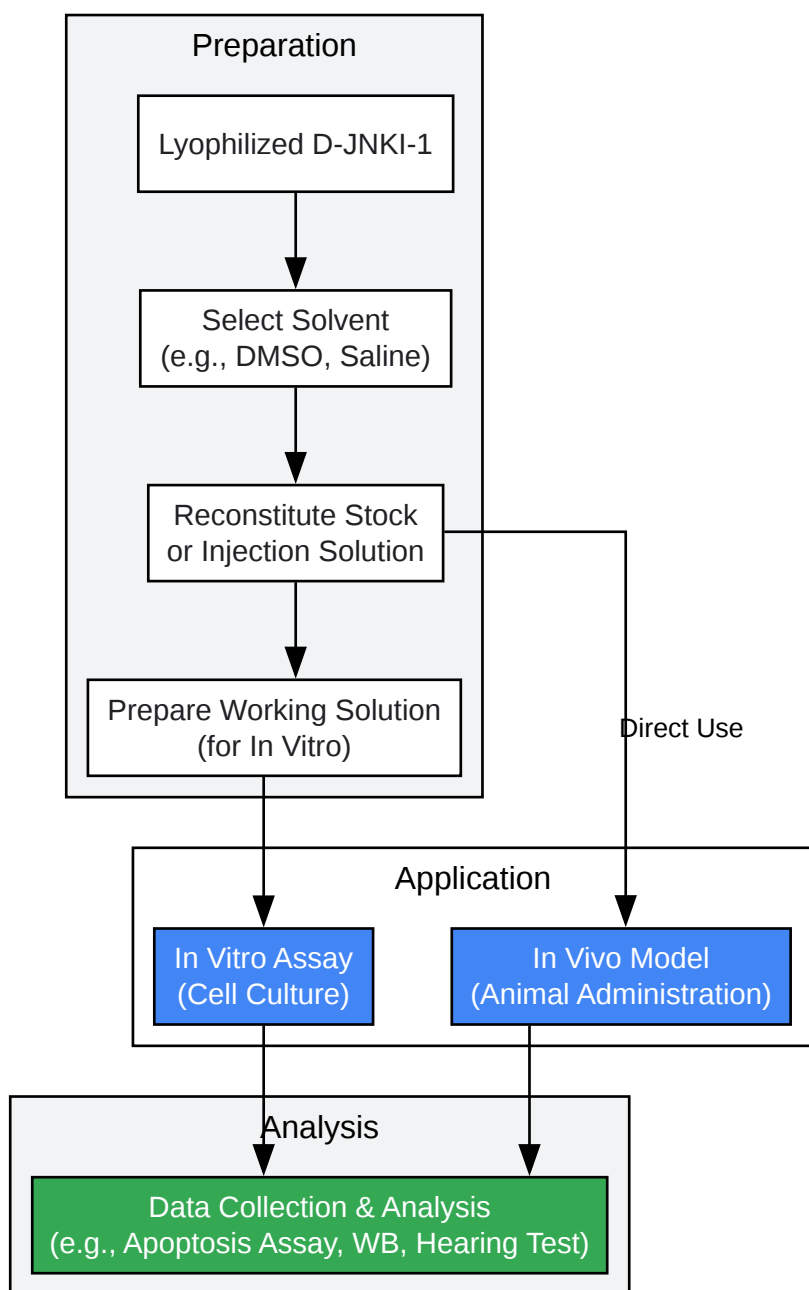 Preparation
Lyophilized D-JNKI-1
Select Solvent
(e.g., DMSO, Saline)
Reconstitute Stock
or Injection Solution
Prepare Working Solution
(for In Vitro)
Direct Use
Application
In Vitro Assay
(Cell Culture)
In Vivo Model
(Animal Administration)
Analysis
Data Collection & Analysis
(e.g., Apoptosis Assay, WB, Hearing Test)